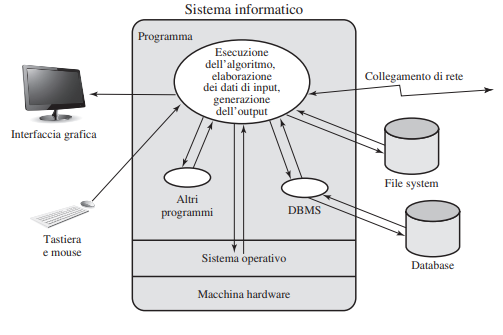 Sistema informatico
Programma
Esecuzione
dell'algoritmo,
elaborazione
dei dati di input,
generazione
dell'output
Collegamento di rete
Interfaccia grafica
File system
Altri
programmi
DBMS
Tastiera
e mouse
Database
Sistema operativo
Macchina hardware